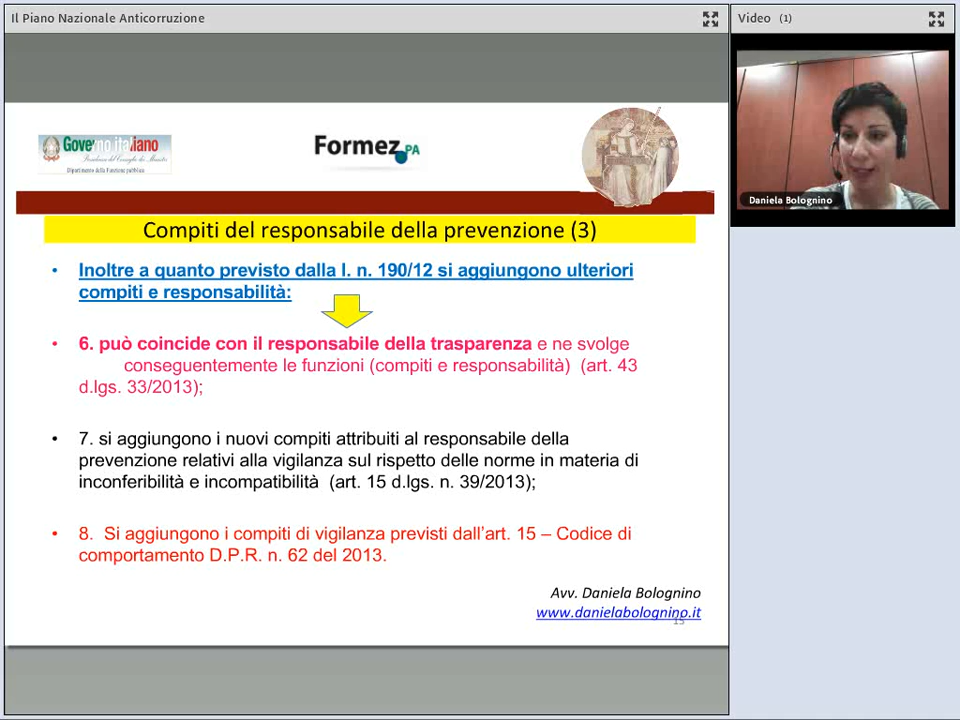 Il Piano Nazionale Anticorruzione
Video (1)
Governo italiano
Presidenza del Consiglio dei Ministri
Dipartimento della Funzione pubblica
Formez PA
Daniela Bolognino
Compiti del responsabile della prevenzione (3)
• Inoltre a quanto previsto dalla l. n. 190/12 si aggiungono ulteriori
compiti e responsabilità:
• 6. può coincide con il responsabile della trasparenza e ne svolge
conseguentemente le funzioni (compiti e responsabilità) (art. 43
d.lgs. 33/2013);
• 7. si aggiungono i nuovi compiti attribuiti al responsabile della
prevenzione relativi alla vigilanza sul rispetto delle norme in materia di
inconferibilità e incompatibilità (art. 15 d.lgs. n. 39/2013);
• 8. Si aggiungono i compiti di vigilanza previsti dall'art. 15 – Codice di
comportamento D.P.R. n. 62 del 2013.
Avv. Daniela Bolognino
www.danielabolognino.it
15